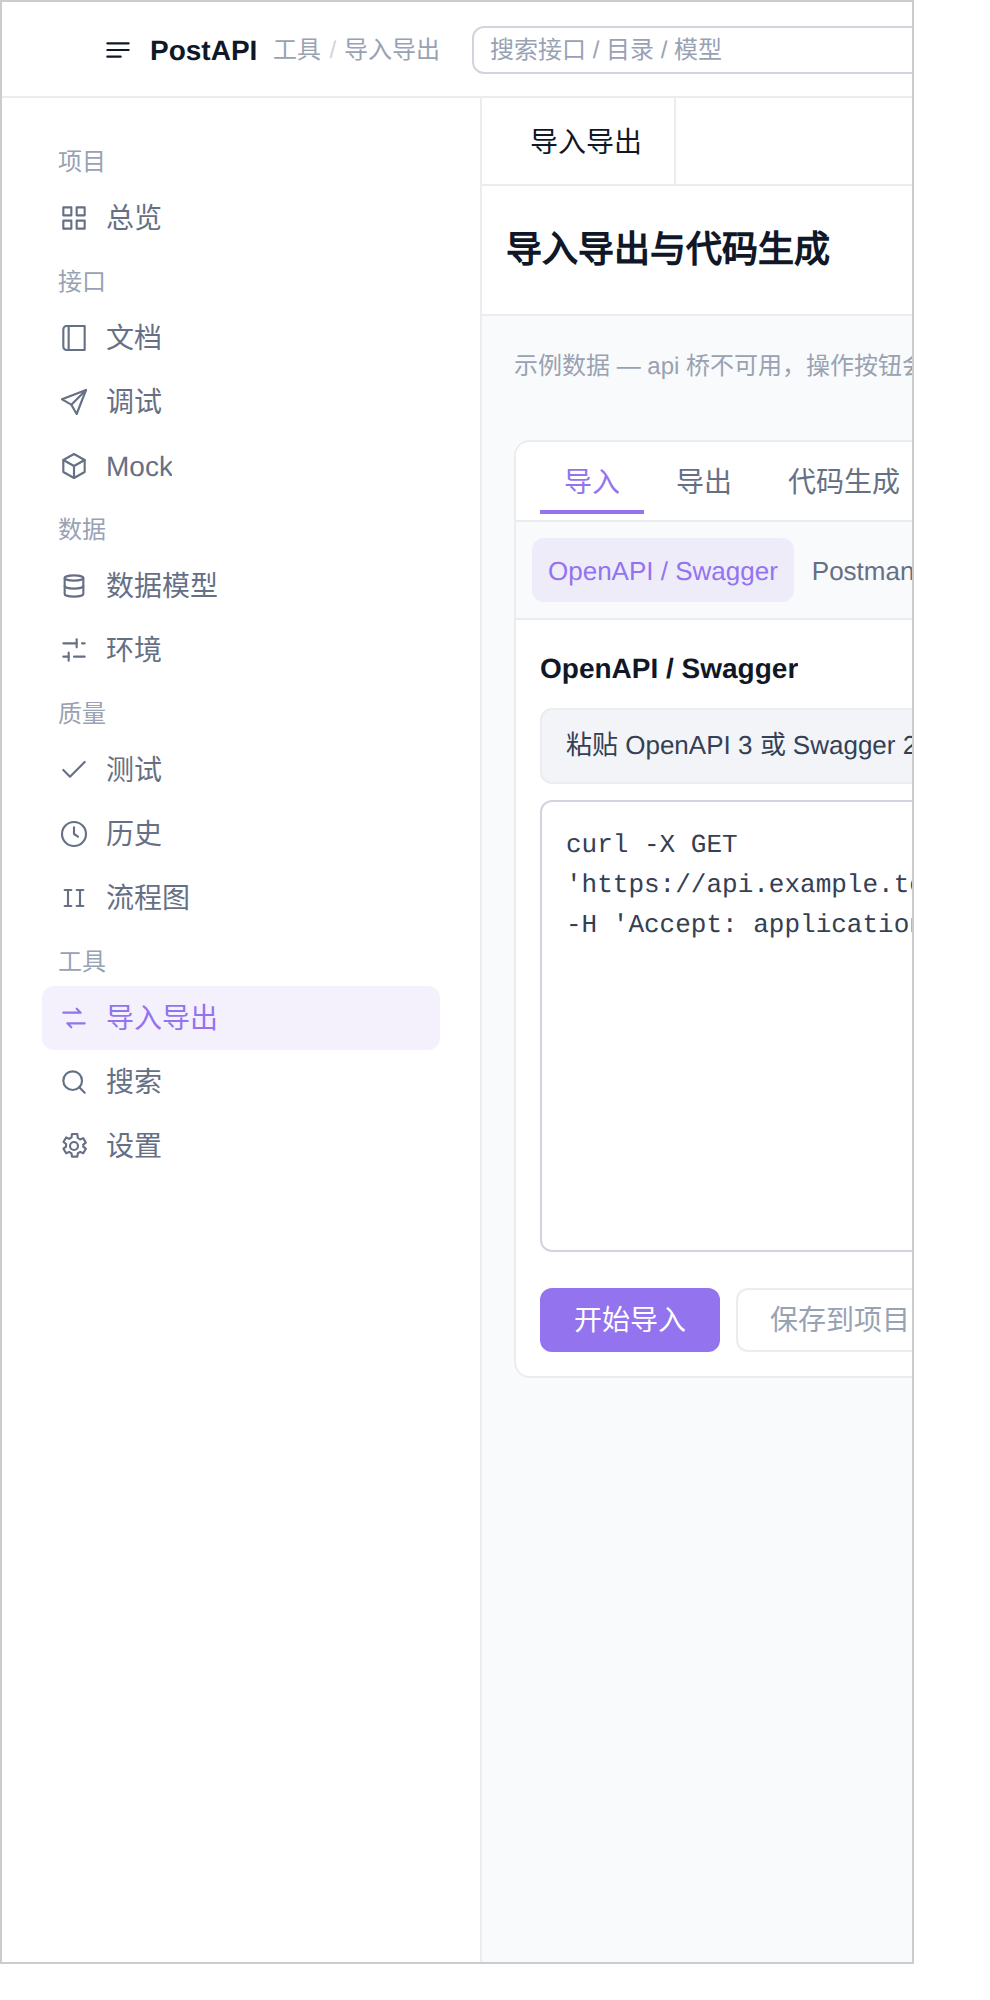 PostAPI 工具 / 导入导出 搜索接口 / 目录 / 模型
项目
总览
接口
文档
调试
Mock
数据
数据模型
环境
质量
测试
历史
流程图
工具
导入导出
搜索
设置
导入导出
导入导出与代码生成
示例数据 — api 桥不可用，操作按钮
导入 导出 代码生成
OpenAPI / Swagger Postman
OpenAPI / Swagger
粘贴 OpenAPI 3 或 Swagger 2
curl -X GET
'https://api.example.te
-H 'Accept: application
开始导入 保存到项目